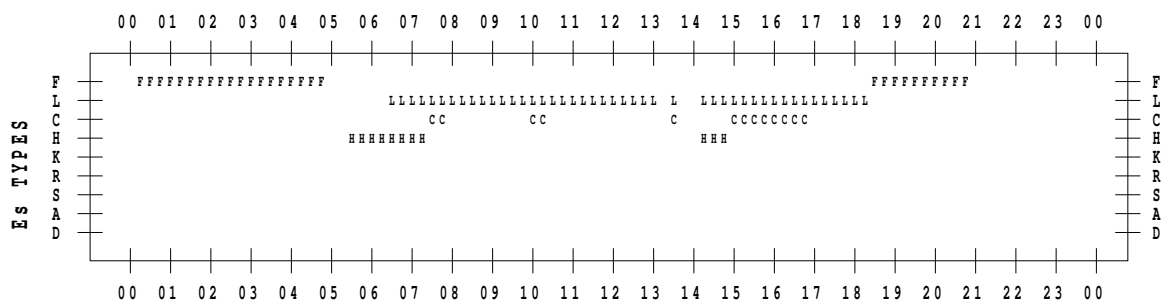 00 01 02 03 04 05 06 07 08 09 10 11 12 13 14 15 16 17 18 19 20 21 22 23 00
Es TYPES
F FFFFFFFFFFFFFFFFFFF FFFFFFFFFF F
L LLLLLLLLLLLLLLLLLLLLLLLLLLL L LLLLLLLLLLLLLLLLL L
C CC CC C CCCCCCCC C
H HHHHHHHH HHH H
K K
R R
S S
A A
D D
00 01 02 03 04 05 06 07 08 09 10 11 12 13 14 15 16 17 18 19 20 21 22 23 00